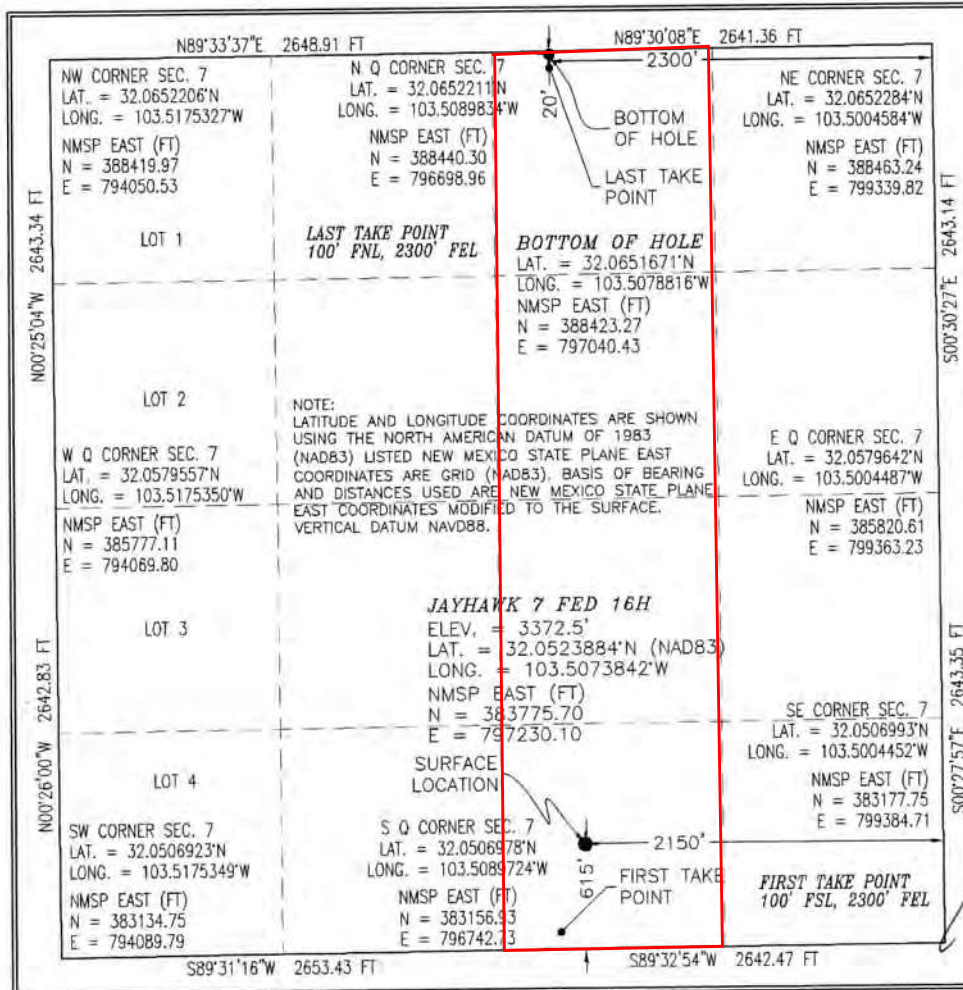 N89°33'37"E 2648.91 FT
N89°30'08"E 2641.36 FT
2300'
NW CORNER SEC. 7
LAT. = 32.0652206°N
LONG. = 103.5175327°W
NMSP EAST (FT)
N = 388419.97
E = 794050.53
N Q CORNER SEC. 7
LAT. = 32.0652211°N
LONG. = 103.5089834°W
NMSP EAST (FT)
N = 388440.30
E = 796698.96
20'
BOTTOM
OF HOLE
LAST TAKE
POINT
NE CORNER SEC. 7
LAT. = 32.0652284°N
LONG. = 103.5004584°W
NMSP EAST (FT)
N = 388463.24
E = 799339.82
N00°25'04"W 2643.34 FT
S00°30'27"E 2643.14 FT
LOT 1
LAST TAKE POINT
100' FNL, 2300' FEL
BOTTOM OF HOLE
LAT. = 32.0651671°N
LONG. = 103.5078816°W
NMSP EAST (FT)
N = 388423.27
E = 797040.43
LOT 2
NOTE:
LATITUDE AND LONGITUDE COORDINATES ARE SHOWN
USING THE NORTH AMERICAN DATUM OF 1983
(NAD83) LISTED NEW MEXICO STATE PLANE EAST
COORDINATES ARE GRID (NAD83). BASIS OF BEARING
AND DISTANCES USED ARE NEW MEXICO STATE PLANE
EAST COORDINATES MODIFIED TO THE SURFACE.
VERTICAL DATUM NAVD88.
W Q CORNER SEC. 7
LAT. = 32.0579557°N
LONG. = 103.5175350°W
NMSP EAST (FT)
N = 385777.11
E = 794069.80
E Q CORNER SEC. 7
LAT. = 32.0579642°N
LONG. = 103.5004487°W
NMSP EAST (FT)
N = 385820.61
E = 799363.23
LOT 3
JAYHAWK 7 FED 16H
ELEV. = 3372.5'
LAT. = 32.0523884°N (NAD83)
LONG. = 103.5073842°W
NMSP EAST (FT)
N = 383775.70
E = 797230.10
N00°26'00"W 2642.83 FT
S00°27'57"E 2643.35 FT
SURFACE
LOCATION
SE CORNER SEC. 7
LAT. = 32.0506993°N
LONG. = 103.5004452°W
NMSP EAST (FT)
N = 383177.75
E = 799384.71
LOT 4
SW CORNER SEC. 7
LAT. = 32.0506923°N
LONG. = 103.5175349°W
NMSP EAST (FT)
N = 383134.75
E = 794089.79
S Q CORNER SEC. 7
LAT. = 32.0506978°N
LONG. = 103.5089724°W
NMSP EAST (FT)
N = 383156.93
E = 796742.73
2150'
615'
FIRST TAKE
POINT
FIRST TAKE POINT
100' FSL, 2300' FEL
S89°31'16"W 2653.43 FT
S89°32'54"W 2642.47 FT